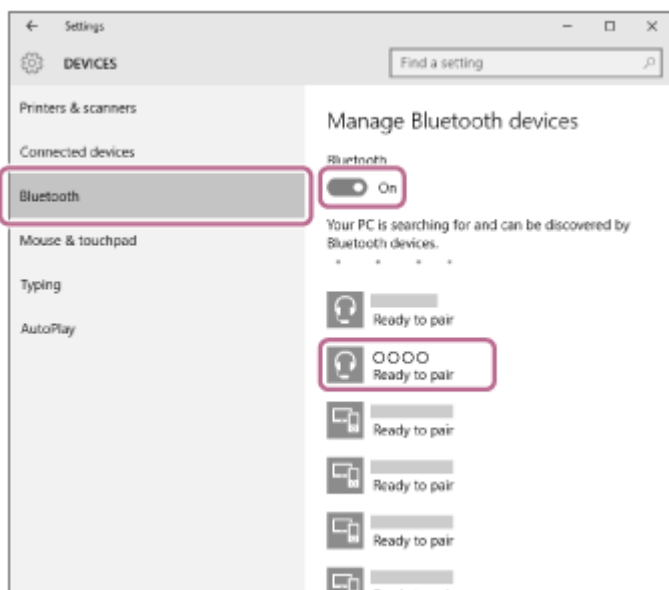 Settings
DEVICES
Find a setting
Printers & scanners
Connected devices
Bluetooth
Mouse & touchpad
Typing
AutoPlay
Manage Bluetooth devices
Bluetooth
On
Your PC is searching for and can be discovered by
Bluetooth devices.
Ready to pair
OOOO
Ready to pair
Ready to pair
Ready to pair
Ready to pair